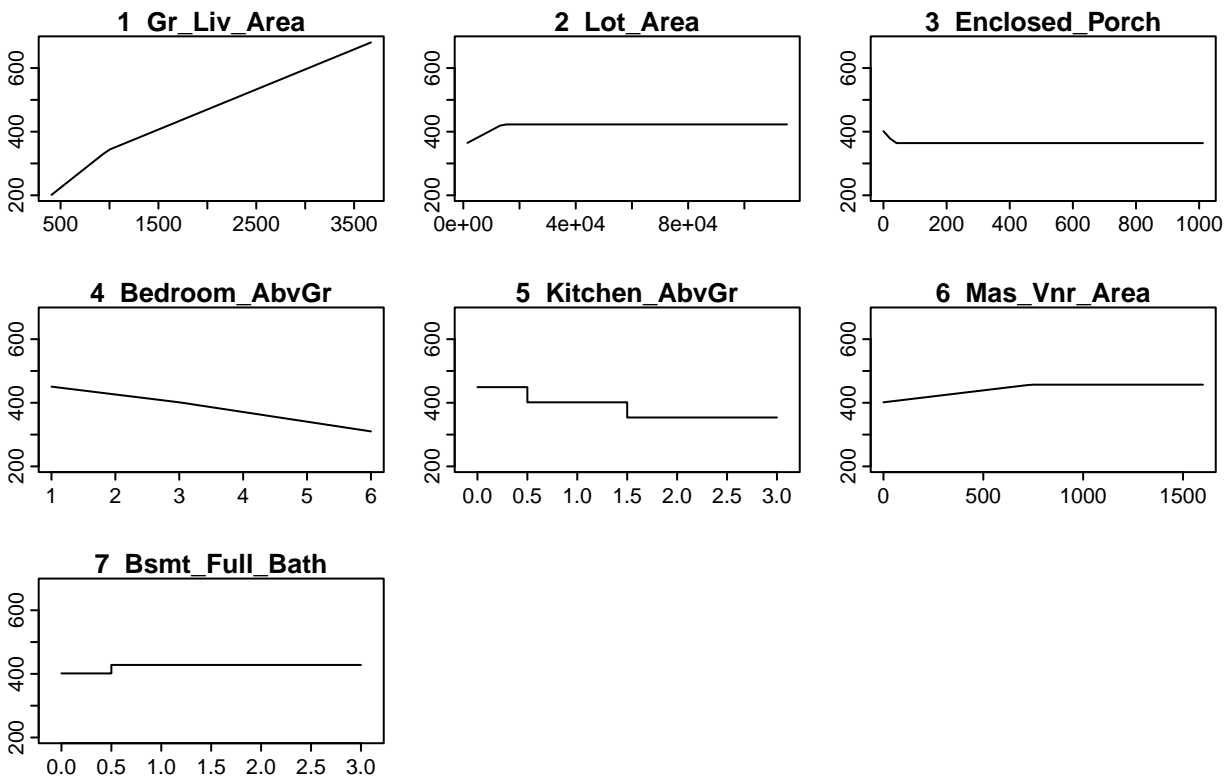 1 Gr_Liv_Area
200 400 600
500 1500 2500 3500
2 Lot_Area
200 400 600
0e+00 4e+04 8e+04
3 Enclosed_Porch
200 400 600
0 200 400 600 800 1000
4 Bedroom_AbvGr
200 400 600
1 2 3 4 5 6
5 Kitchen_AbvGr
200 400 600
0.0 0.5 1.0 1.5 2.0 2.5 3.0
6 Mas_Vnr_Area
200 400 600
0 500 1000 1500
7 Bsmt_Full_Bath
200 400 600
0.0 0.5 1.0 1.5 2.0 2.5 3.0